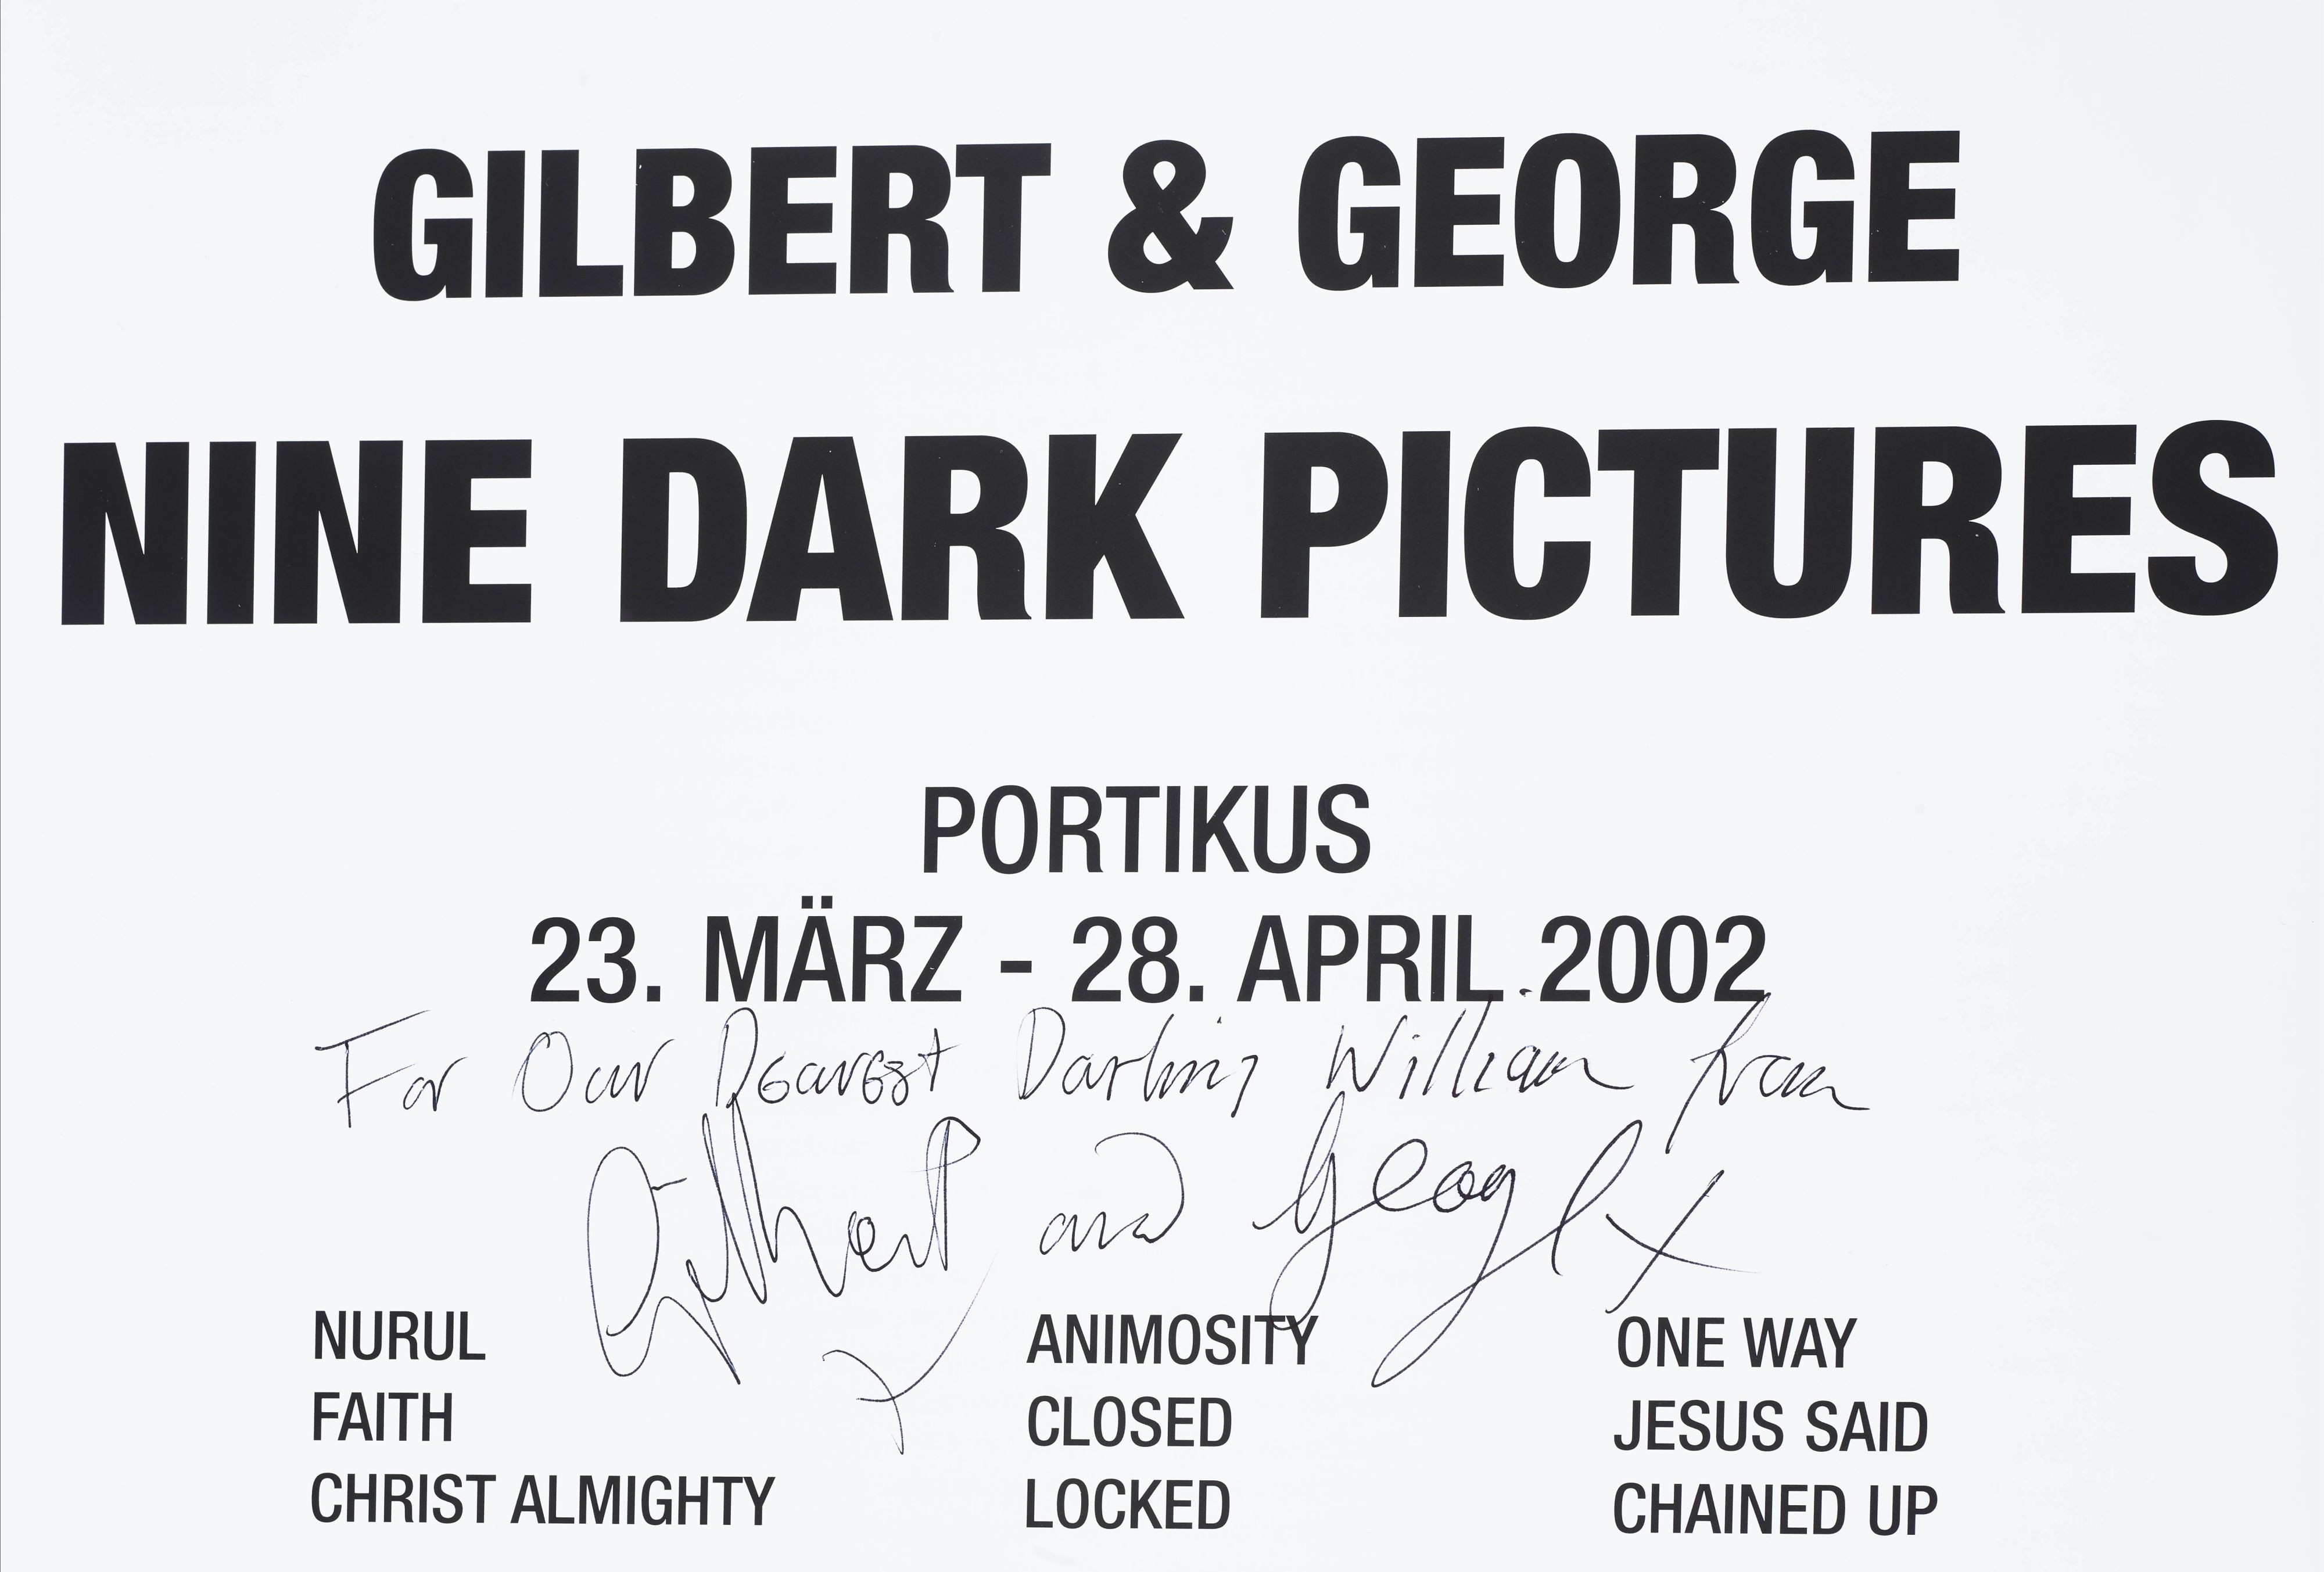 GILBERT & GEORGE
NINE DARK PICTURES
PORTIKUS
23. MÄRZ - 28. APRIL 2002
For Our Dearest Darling William from
Gilbert and George x
x
NURUL ANIMOSITY ONE WAY
FAITH CLOSED JESUS SAID
CHRIST ALMIGHTY LOCKED CHAINED UP